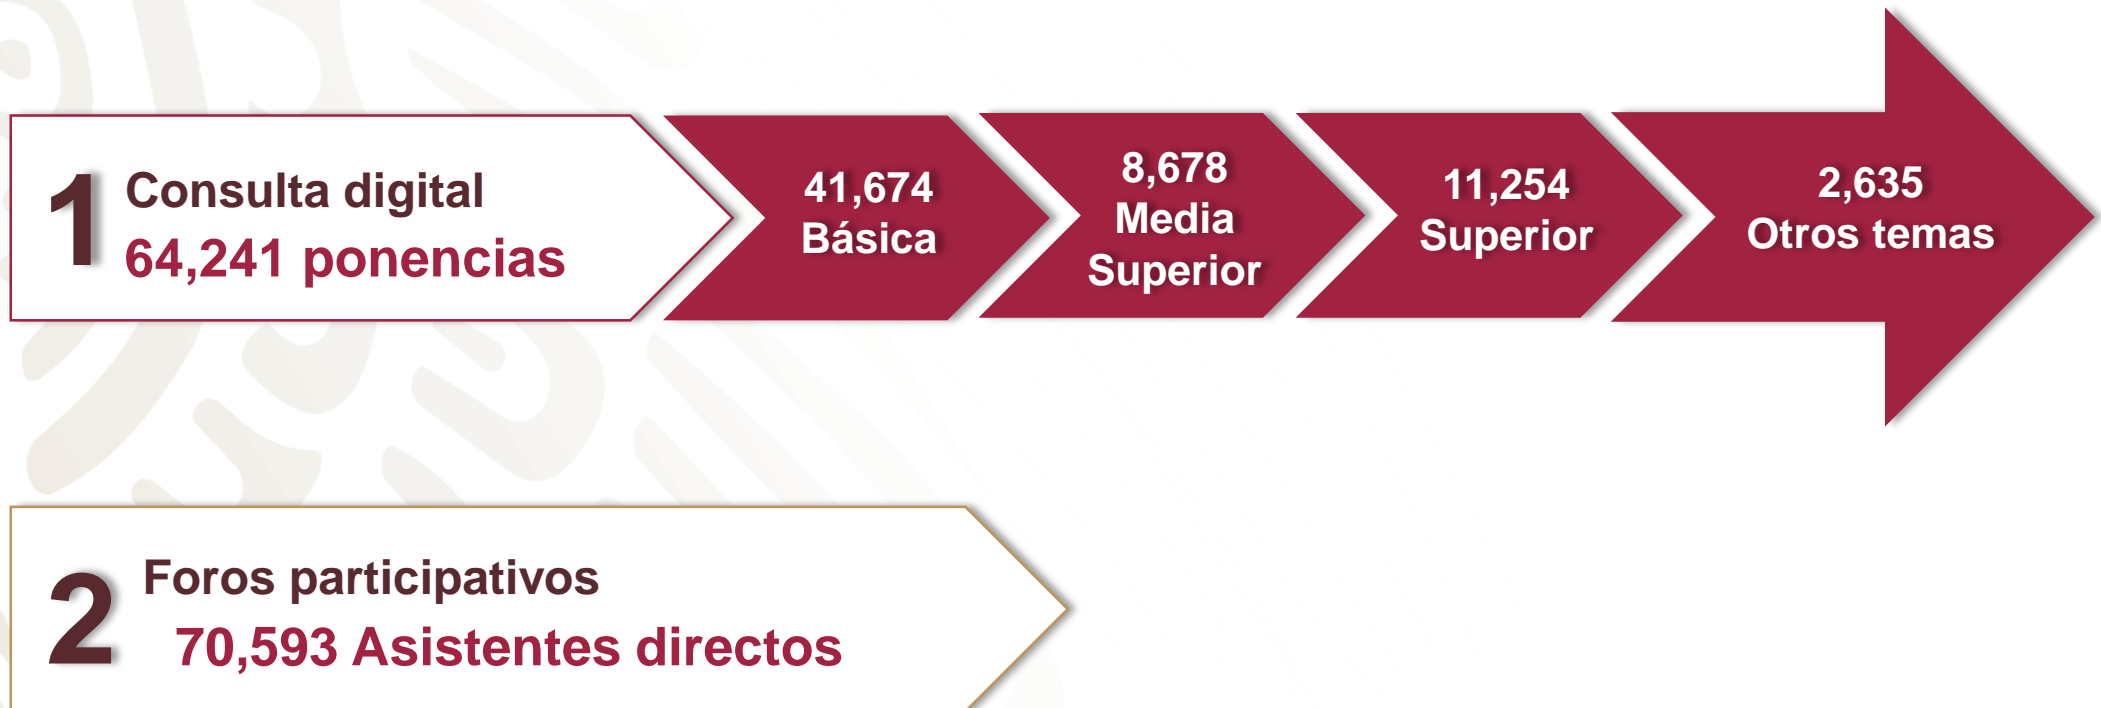 1
Consulta digital
64,241 ponencias
41,674
Básica
8,678
Media
Superior
11,254
Superior
2,635
Otros temas
2
Foros participativos
70,593 Asistentes directos